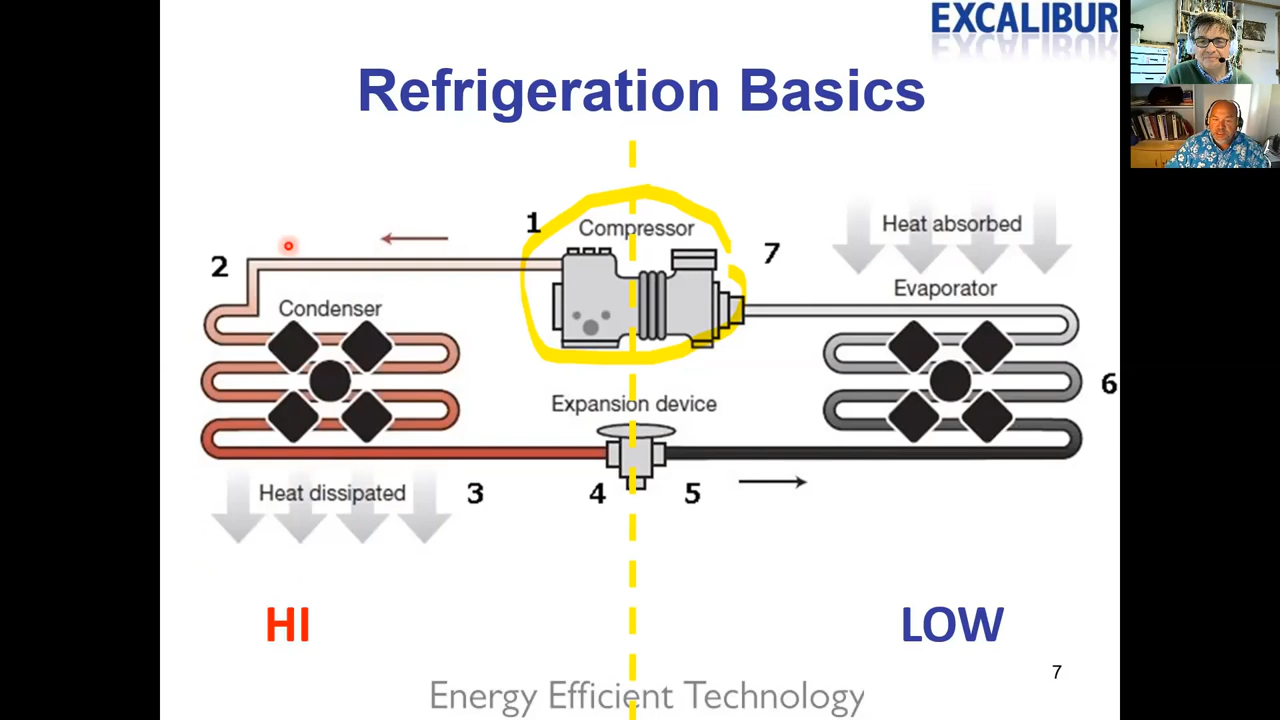 EXCALIBUR
Refrigeration Basics
1
Compressor
7
Heat absorbed
2
Condenser
Evaporator
6
Expansion device
Heat dissipated
3
4
5
HI
LOW
7
Energy Efficient Technology